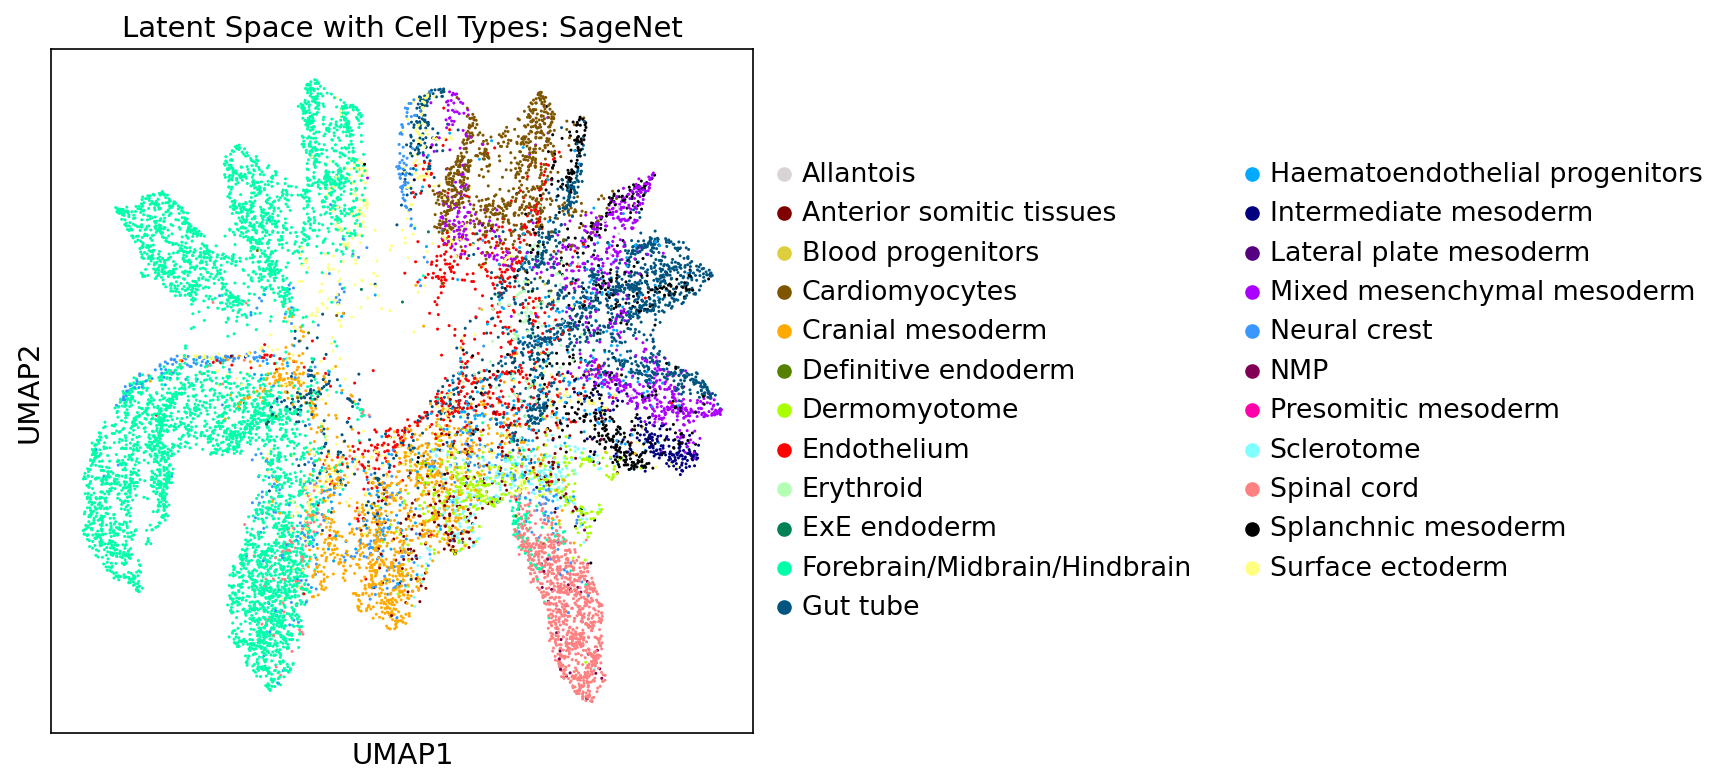 Latent Space with Cell Types: SageNet
UMAP2
UMAP1
Allantois
Anterior somitic tissues
Blood progenitors
Cardiomyocytes
Cranial mesoderm
Definitive endoderm
Dermomyotome
Endothelium
Erythroid
ExE endoderm
Forebrain/Midbrain/Hindbrain
Gut tube
Haematoendothelial progenitors
Intermediate mesoderm
Lateral plate mesoderm
Mixed mesenchymal mesoderm
Neural crest
NMP
Presomitic mesoderm
Sclerotome
Spinal cord
Splanchnic mesoderm
Surface ectoderm